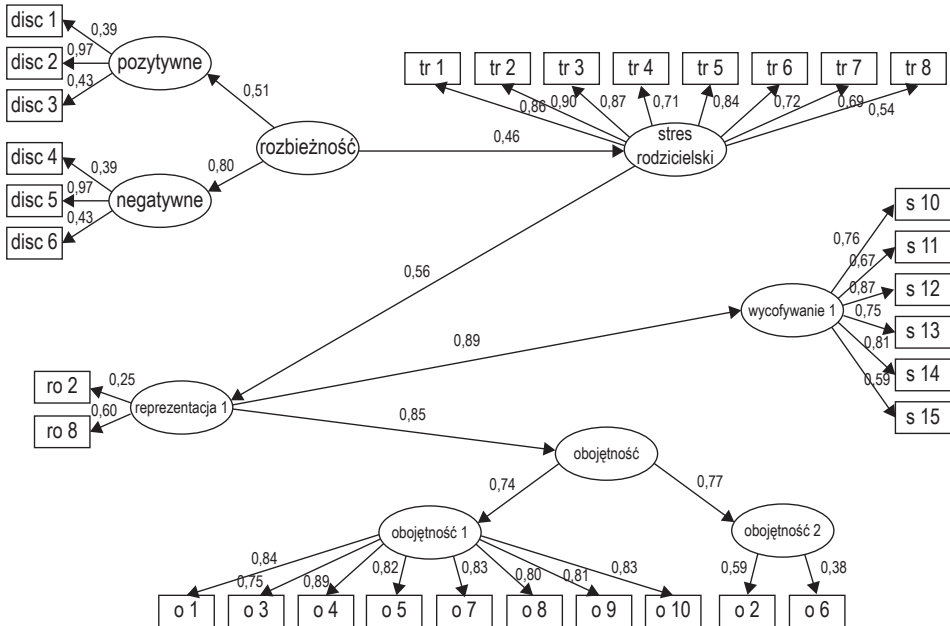 disc 1
0,39
disc 2
0,97
pozytywne
disc 3
0,43
0,51
disc 4
0,39
disc 5
0,97
negatywne
disc 6
0,43
0,80
rozbieżność
0,46
tr 1
tr 2
tr 3
tr 4
tr 5
tr 6
tr 7
tr 8
0,86
0,90
0,87
0,71
0,84
0,72
0,69
0,54
stres
rodzicielski
0,56
s 10
s 11
s 12
s 13
s 14
s 15
0,76
0,67
0,87
0,75
0,81
0,59
wycofywanie 1
0,89
ro 2
0,25
ro 8
0,60
reprezentacja 1
0,85
obojętność
0,74
0,77
obojętność 1
obojętność 2
0,84
0,75
0,89
0,82
0,83
0,80
0,81
0,83
0,59
0,38
o 1
o 3
o 4
o 5
o 7
o 8
o 9
o 10
o 2
o 6